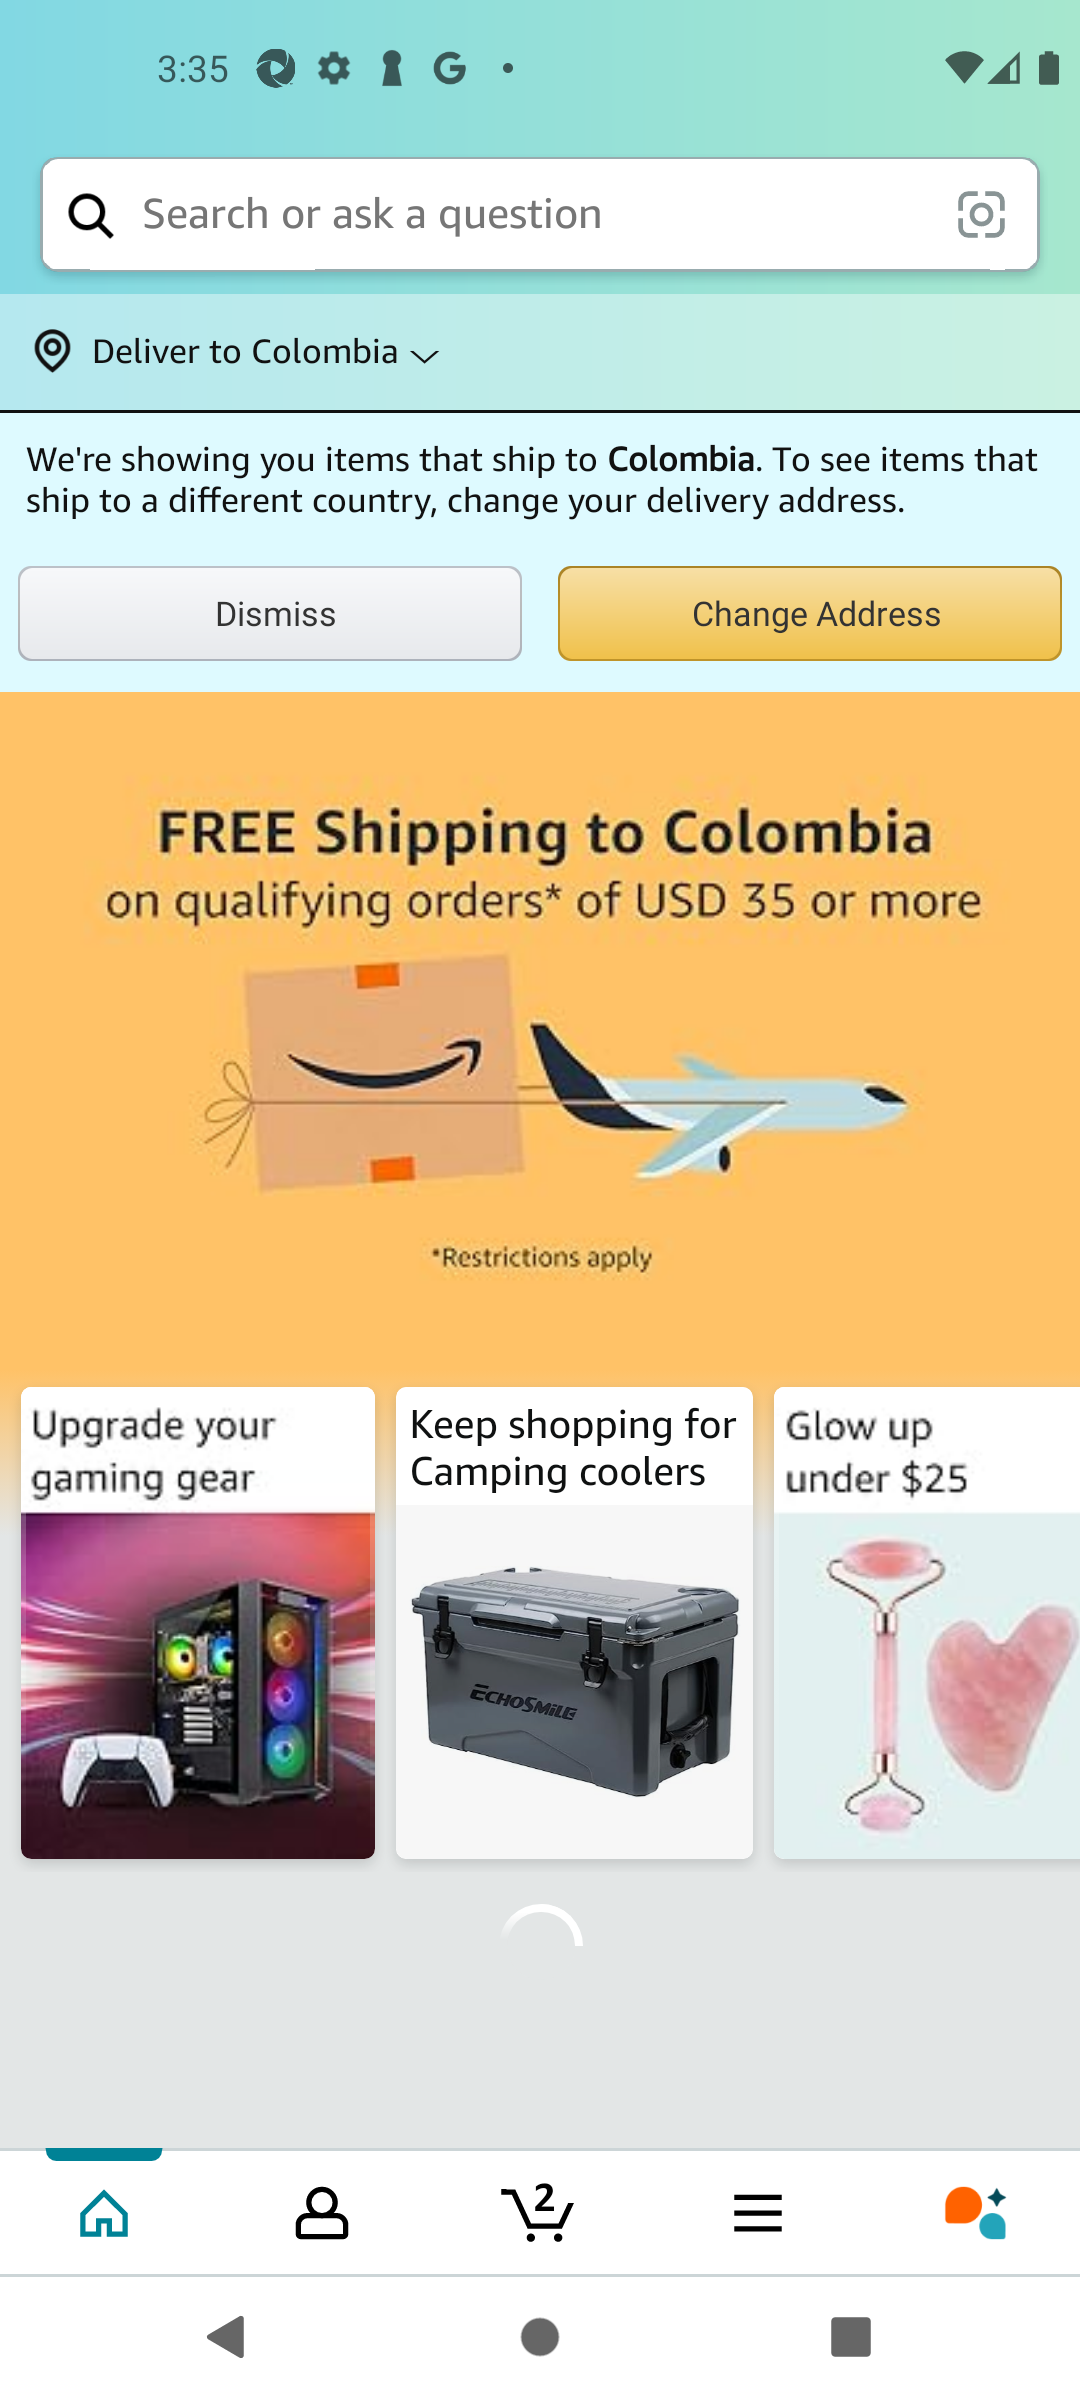 3:35
Search or ask a question
Deliver to Colombia
We're showing you items that ship to Colombia. To see items that
ship to a different country, change your delivery address.
Dismiss
Change Address
FREE Shipping to Colombia
on qualifying orders* of USD 35 or more
*Restrictions apply
Upgrade your
gaming gear
Keep shopping for
Camping coolers
ECHOSMILE
Glow up
under $25
2